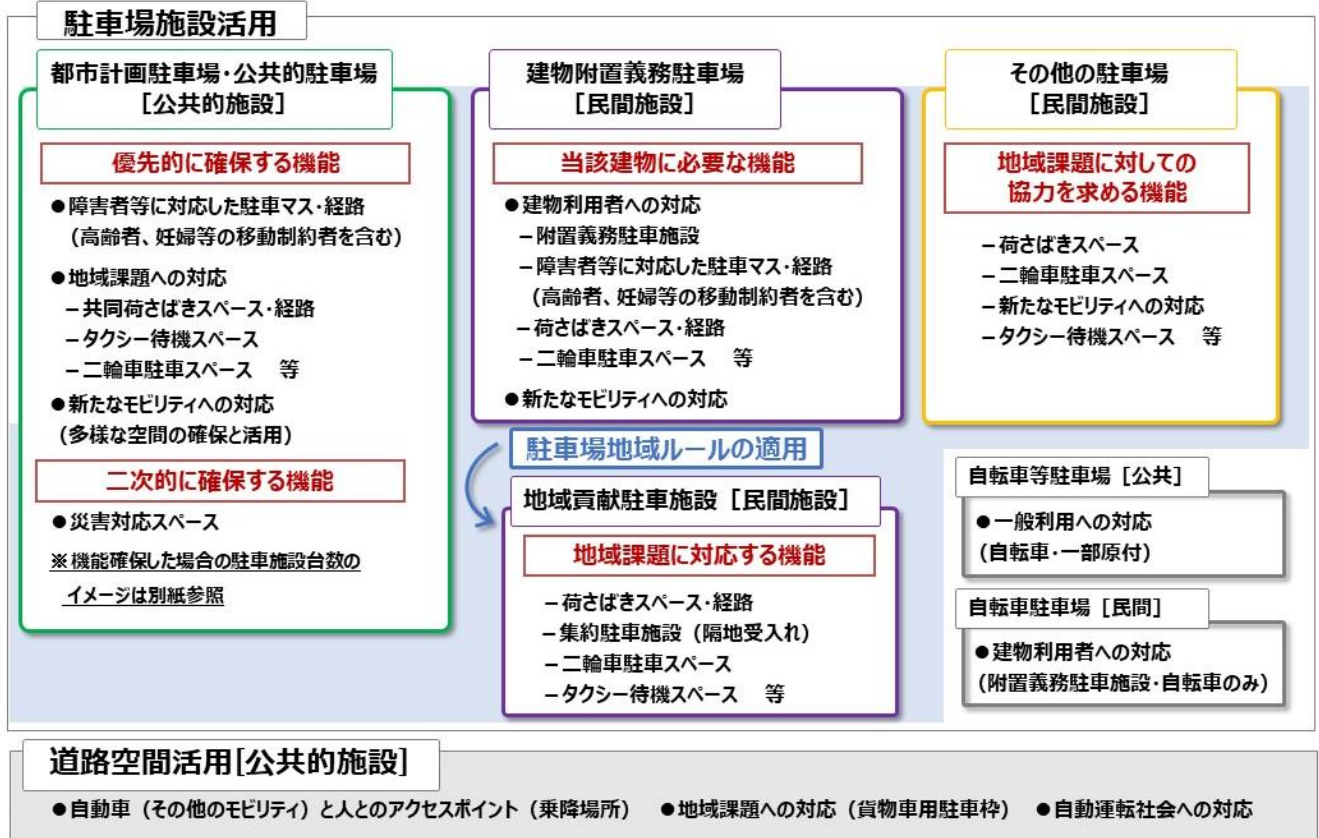 駐車場施設活用
都市計画駐車場・公共的駐車場
［公共的施設］
優先的に確保する機能
●障害者等に対応した駐車マス・経路
(高齢者、妊婦等の移動制約者を含む)
●地域課題への対応
－共同荷さばきスペース・経路
－タクシー待機スペース
－二輪車駐車スペース　等
●新たなモビリティへの対応
(多様な空間の確保と活用)
二次的に確保する機能
●災害対応スペース
※機能確保した場合の駐車施設台数の
イメージは別紙参照
建物附置義務駐車場
［民間施設］
当該建物に必要な機能
●建物利用者への対応
－附置義務駐車施設
－障害者等に対応した駐車マス・経路
(高齢者、妊婦等の移動制約者を含む)
－荷さばきスペース・経路
－二輪車駐車スペース　等
●新たなモビリティへの対応
駐車場地域ルールの適用
地域貢献駐車施設［民間施設］
地域課題に対応する機能
－荷さばきスペース・経路
－集約駐車施設（隔地受入れ）
－二輪車駐車スペース
－タクシー待機スペース　等
その他の駐車場
［民間施設］
地域課題に対しての
協力を求める機能
－荷さばきスペース
－二輪車駐車スペース
－新たなモビリティへの対応
－タクシー待機スペース　等
自転車等駐車場［公共］
●一般利用への対応
(自転車・一部原付)
自転車駐車場［民間］
●建物利用者への対応
(附置義務駐車施設・自転車のみ)
道路空間活用[公共的施設]
●自動車（その他のモビリティ）と人とのアクセスポイント（乗降場所）　●地域課題への対応（貨物車用駐車枠）　●自動運転社会への対応